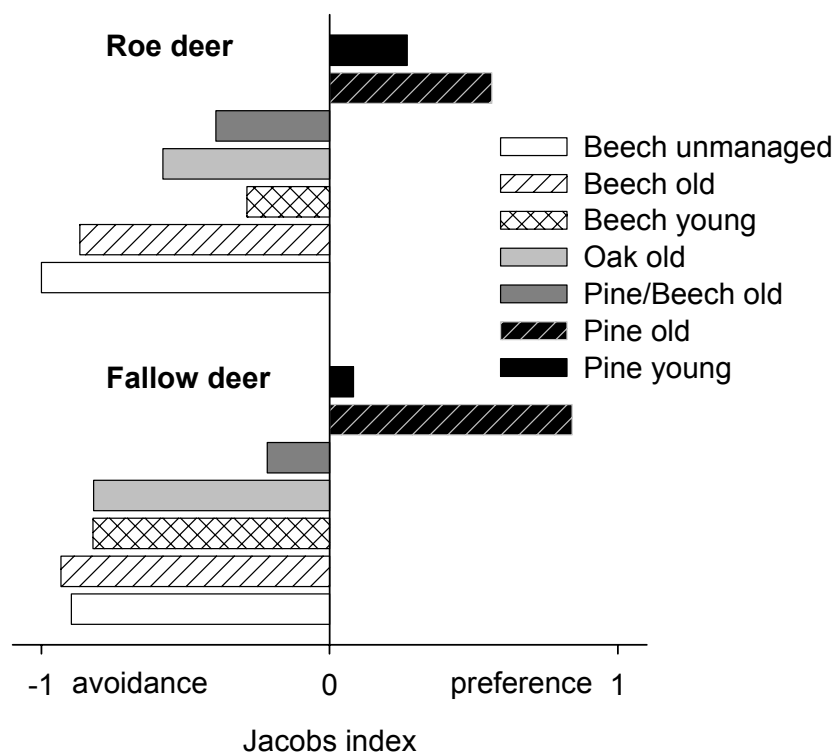 Roe deer
Beech unmanaged
Beech old
Beech young
Oak old
Pine/Beech old
Pine old
Pine young
Fallow deer
-1 avoidance 0 preference 1
Jacobs index